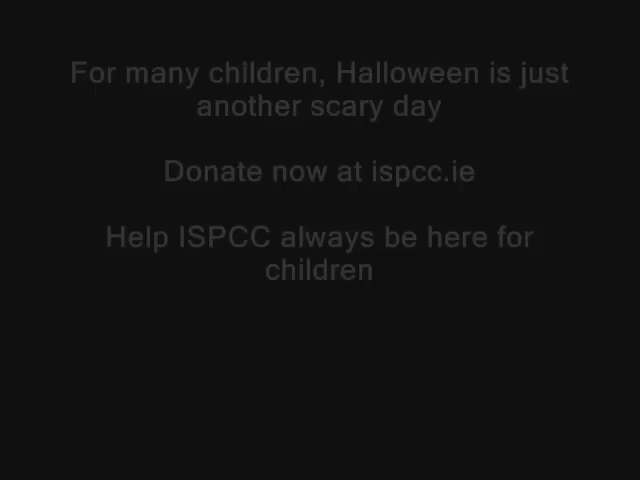 For many children, Halloween is just
another scary day
Donate now at ispcc.ie
Help ISPCC always be here for
children